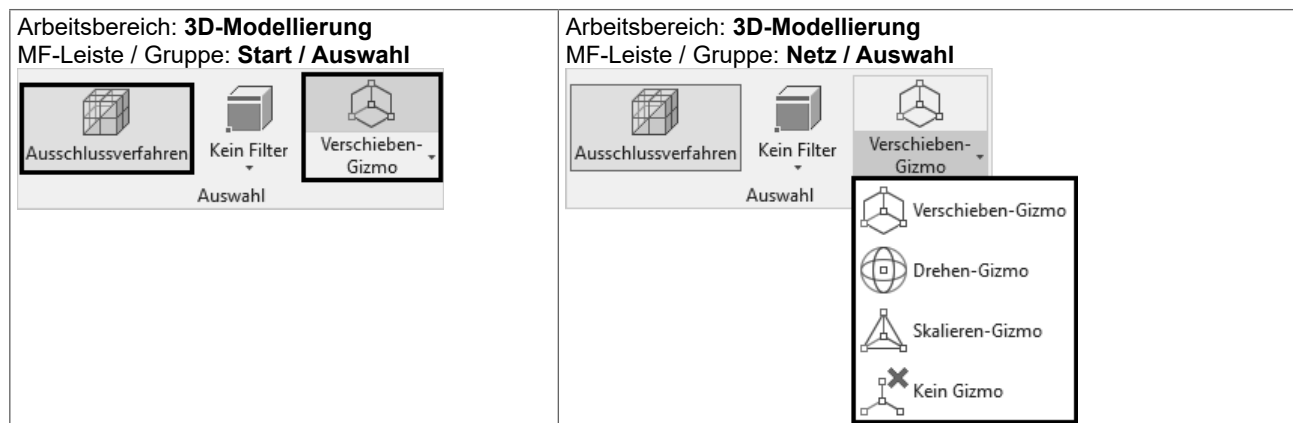 Arbeitsbereich: 3D-Modellierung
MF-Leiste / Gruppe: Start / Auswahl
Ausschlussverfahren
Kein Filter
Verschieben-
Gizmo
Auswahl
Arbeitsbereich: 3D-Modellierung
MF-Leiste / Gruppe: Netz / Auswahl
Ausschlussverfahren
Kein Filter
Verschieben-
Gizmo
Auswahl
Verschieben-Gizmo
Drehen-Gizmo
Skalieren-Gizmo
Kein Gizmo